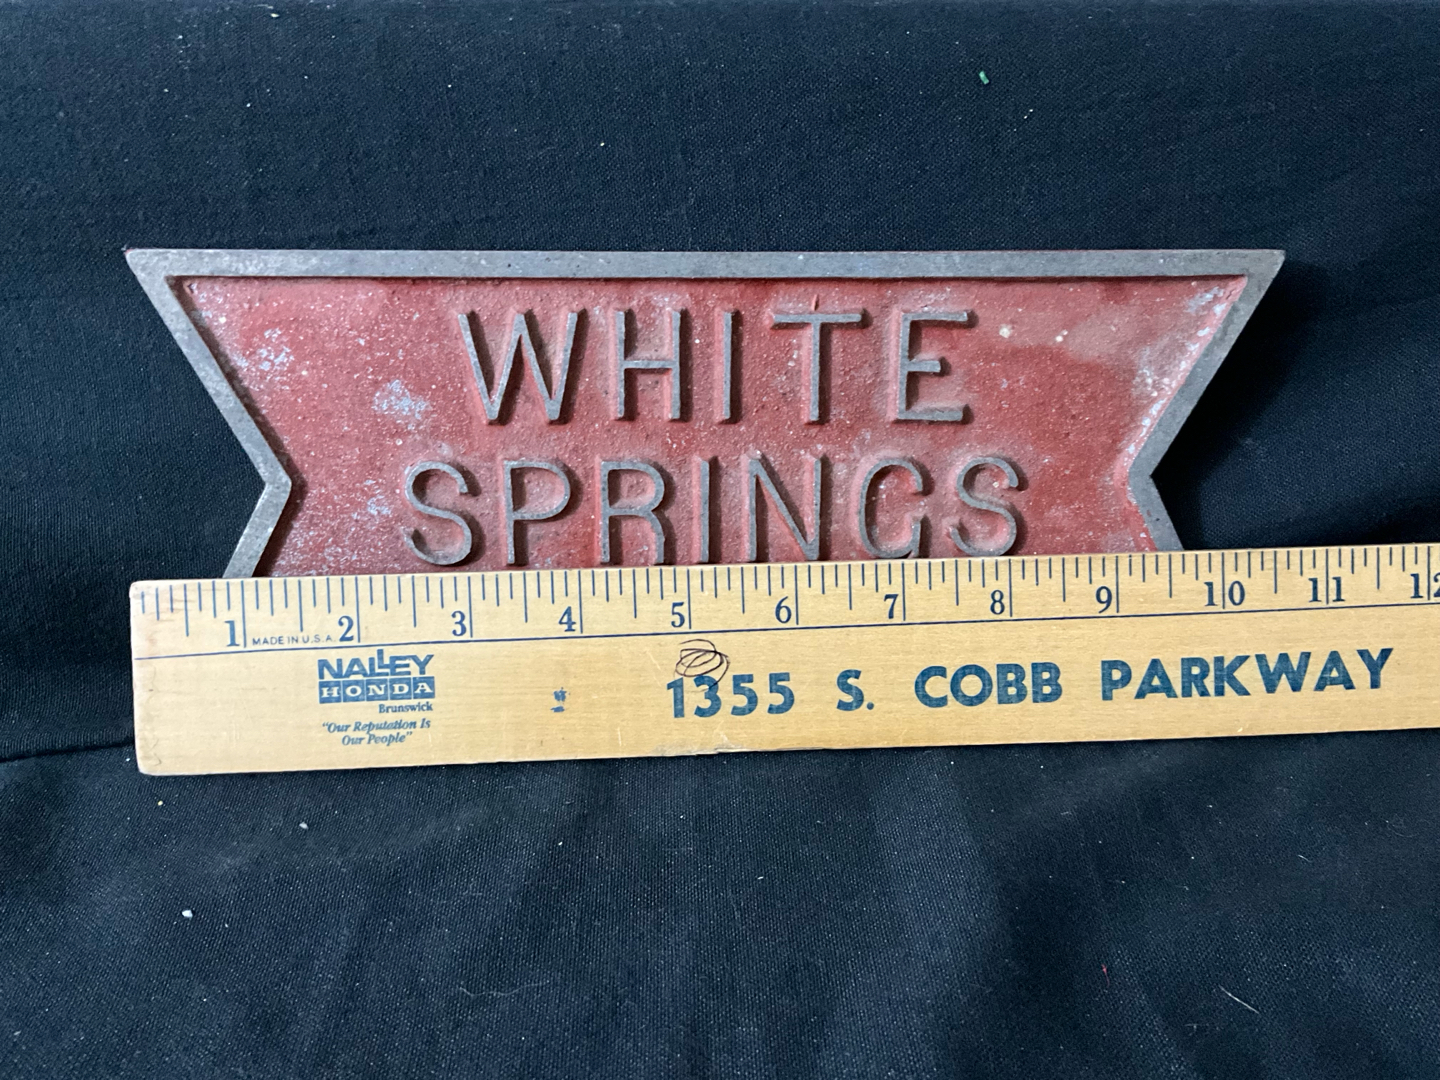 WHITE
SPRINGS
1 2 3 4 5 6 7 8 9 10 11 12
MADE IN U.S.A.
NALLEY
HONDA
Brunswick
"Our Reputation Is
Our People"
1355 S. COBB PARKWAY